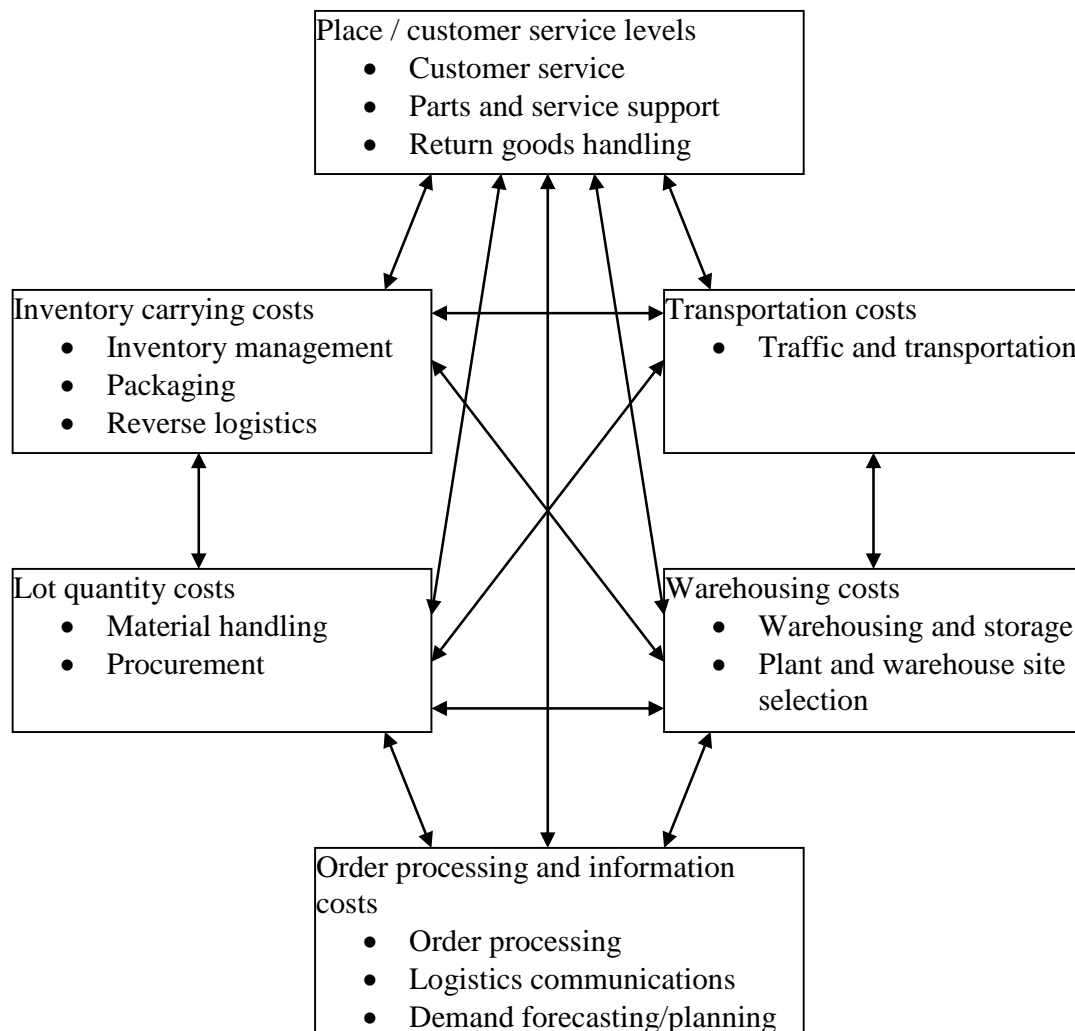 Place / customer service levels
• Customer service
• Parts and service support
• Return goods handling
Inventory carrying costs
• Inventory management
• Packaging
• Reverse logistics
Transportation costs
• Traffic and transportation
Lot quantity costs
• Material handling
• Procurement
Warehousing costs
• Warehousing and storage
• Plant and warehouse site
selection
Order processing and information
costs
• Order processing
• Logistics communications
• Demand forecasting/planning